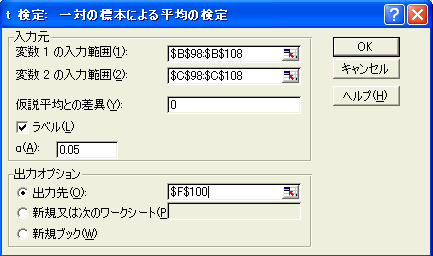 t 検定: 一対の標本による平均の検定
入力元
変数 1 の入力範囲(1): $B$98:$B$108
変数 2 の入力範囲(2): $C$98:$C$108
仮説平均との差異(Y): 0
ラベル(L)
α(A): 0.05
出力オプション
出力先(O): $F$100
新規又は次のワークシート(P
新規ブック(W)
OK
キャンセル
ヘルプ(H)